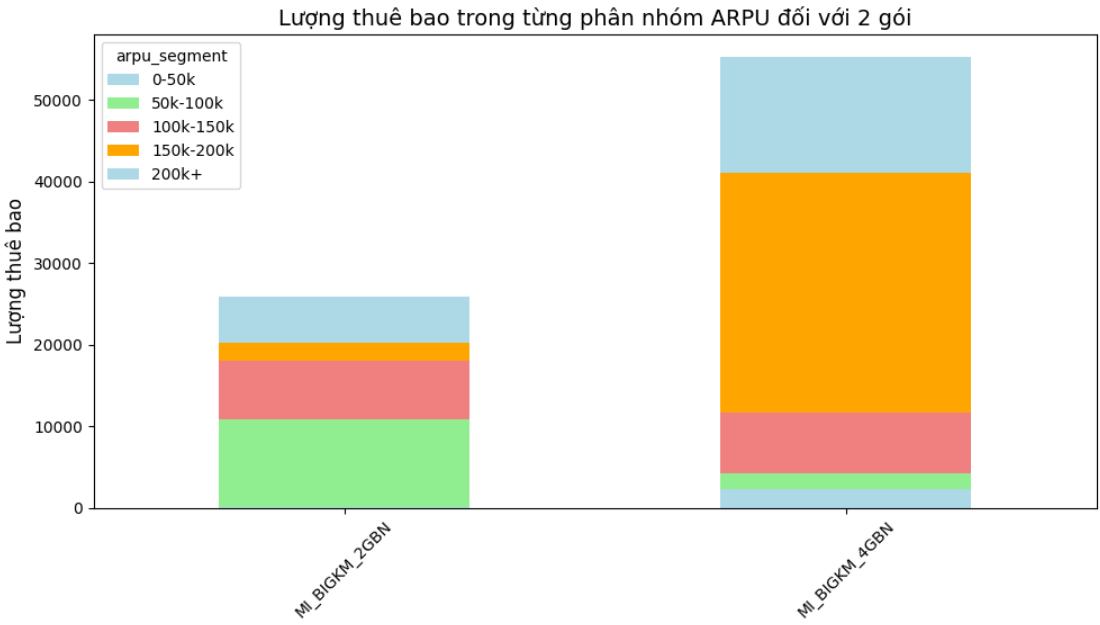 Lượng thuê bao trong từng phân nhóm ARPU đối với 2 gói
arpu_segment
0-50k
50k-100k
100k-150k
150k-200k
200k+
Lượng thuê bao
50000
40000
30000
20000
10000
0
MI_BIGKM_2GBN
MI_BIGKM_4GBN